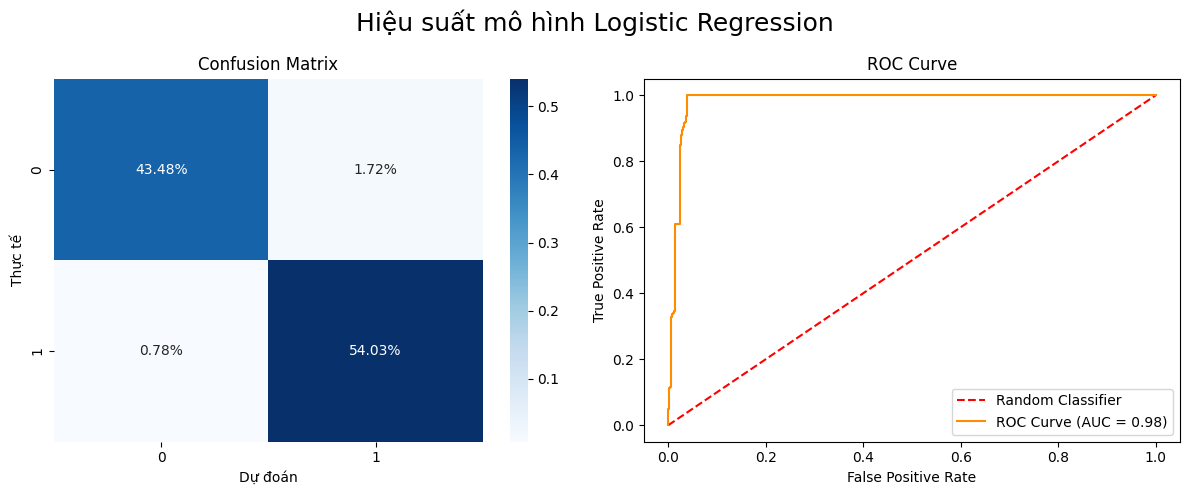 Hiệu suất mô hình Logistic Regression
Confusion Matrix
Thực tế
0
1
43.48%
1.72%
0.78%
54.03%
0
1
Dự đoán
0.5
0.4
0.3
0.2
0.1
ROC Curve
True Positive Rate
1.0
0.8
0.6
0.4
0.2
0.0
0.0
0.2
0.4
0.6
0.8
1.0
False Positive Rate
Random Classifier
ROC Curve (AUC = 0.98)